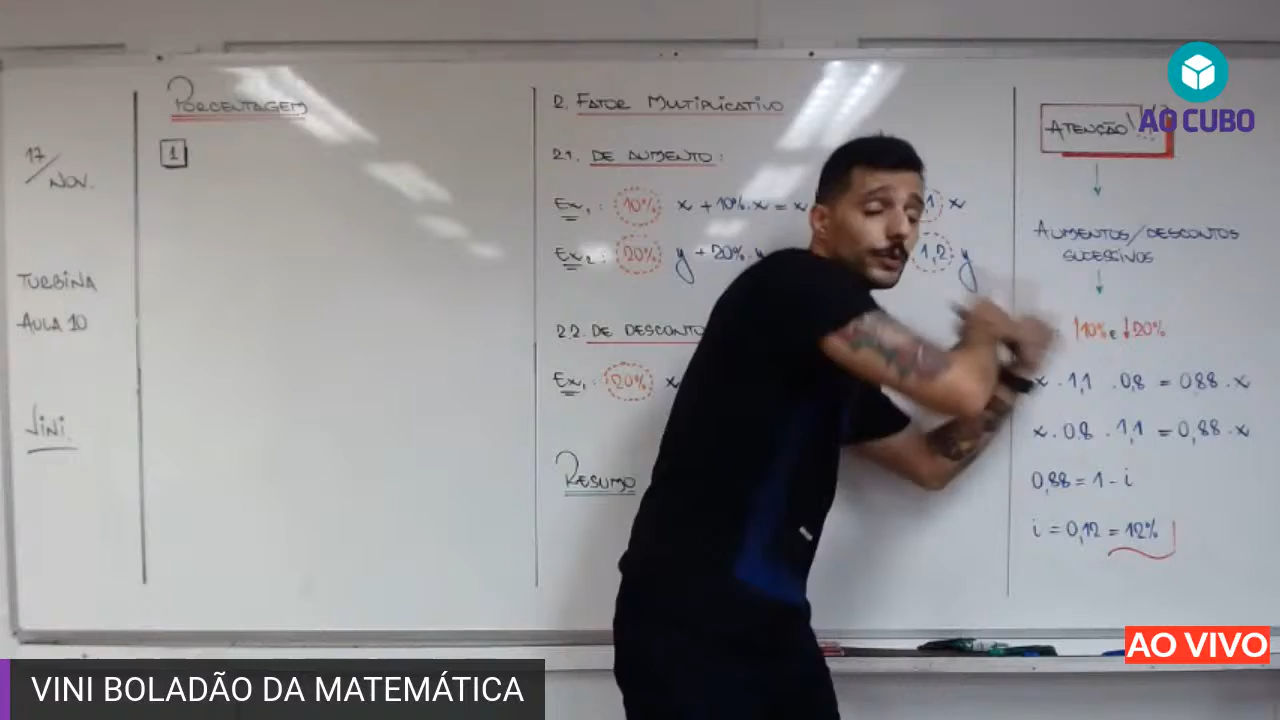 17/NOV.
TURBINA
AULA 10
Vini.
PORCENTAGEM
1
2. FATOR MULTIPLICATIVO
2.1. DE AUMENTO:
Ex1: 10% x + 10%.x = x 1 x
Ex2: 20% y + 20%.y 1,2 y
2.2. DE DESCONTO
Ex1: 20% x
RESUMO
ATENÇÃO!
AUMENTOS/DESCONTOS
SUCESSIVOS
↑10% e ↓20%
x . 1,1 . 0,8 = 0,88 . x
x . 0,8 . 1,1 = 0,88 . x
0,88 = 1 - i
i = 0,12 = 12%
AO CUBO
AO VIVO
VINI BOLADÃO DA MATEMÁTICA